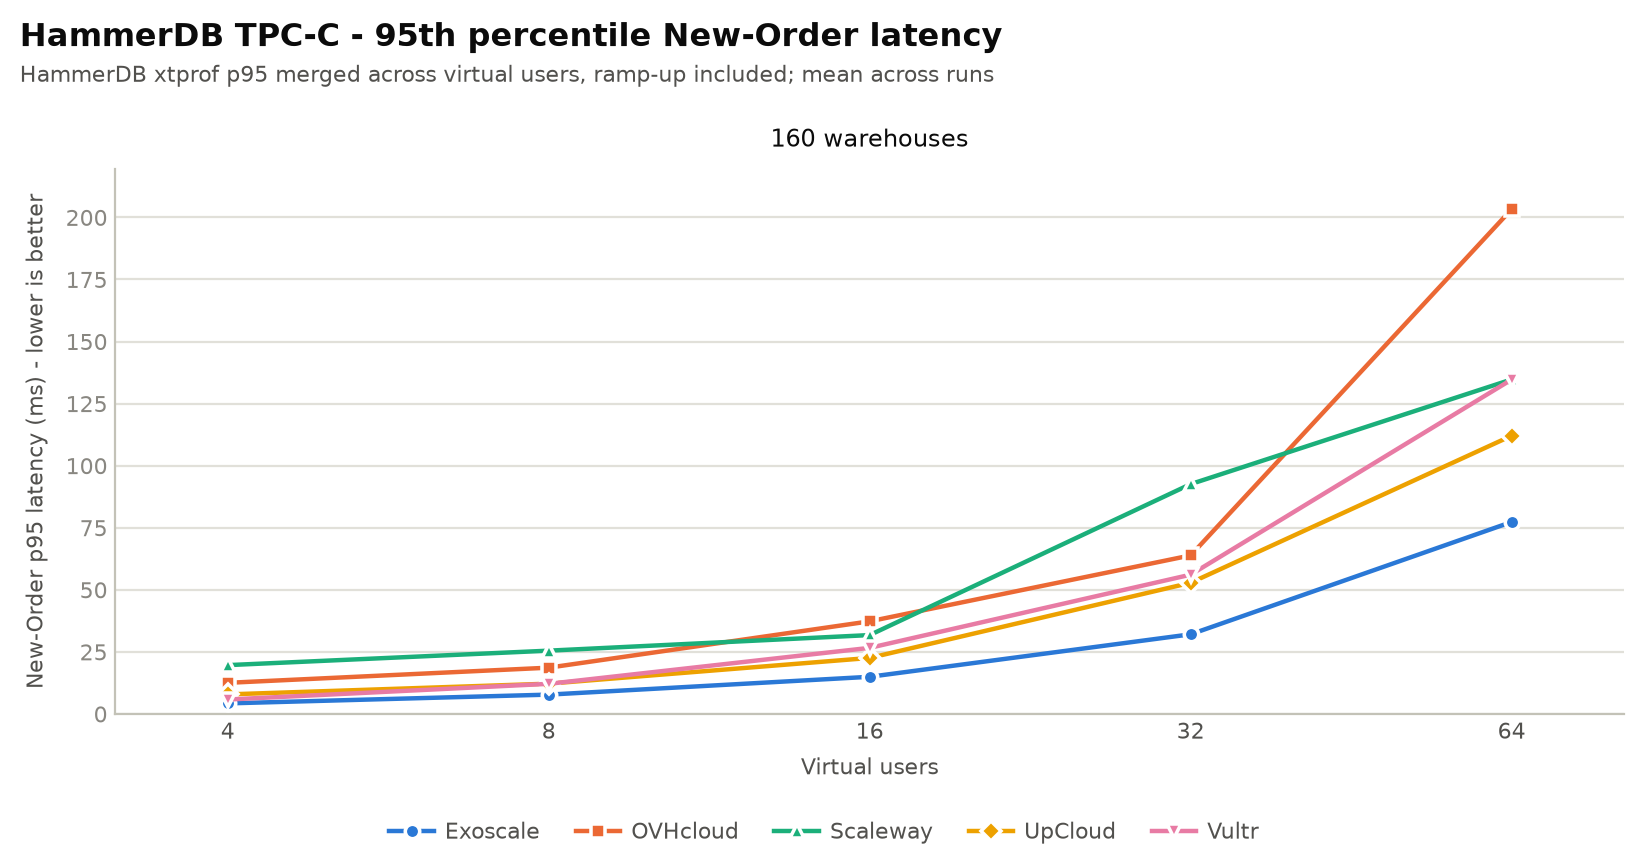 HammerDB TPC-C - 95th percentile New-Order latency
HammerDB xtprof p95 merged across virtual users, ramp-up included; mean across runs
160 warehouses
New-Order p95 latency (ms) - lower is better
200
175
150
125
100
75
50
25
0
4 8 16 32 64
Virtual users
Exoscale OVHcloud Scaleway UpCloud Vultr